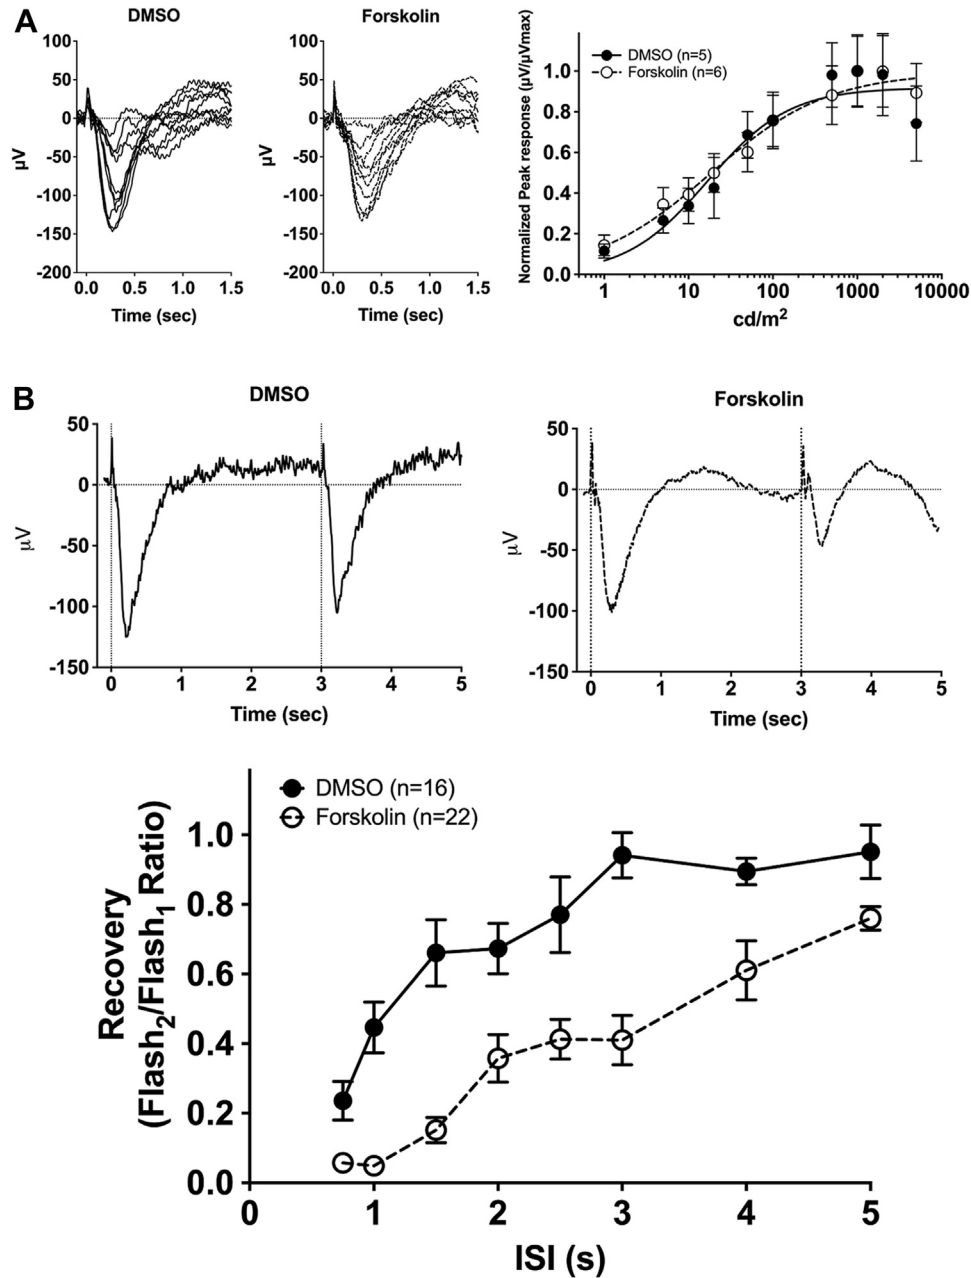 A
DMSO
100
50
0
-50
-100
-150
-200
µV
0.0 0.5 1.0 1.5
Time (sec)
Forskolin
100
50
0
-50
-100
-150
-200
µV
0.0 0.5 1.0 1.5
Time (sec)
Normalized Peak response (µV/µVmax)
DMSO (n=5)
Forskolin (n=6)
1.0
0.8
0.6
0.4
0.2
0.0
1 10 100 1000 10000
cd/m2
B
DMSO
50
0
-50
-100
-150
µV
0 1 2 3 4 5
Time (sec)
Forskolin
50
0
-50
-100
-150
µV
0 1 2 3 4 5
Time (sec)
DMSO (n=16)
Forskolin (n=22)
Recovery
(Flash2/Flash1 Ratio)
1.0
0.8
0.6
0.4
0.2
0.0
0 1 2 3 4 5
ISI (s)